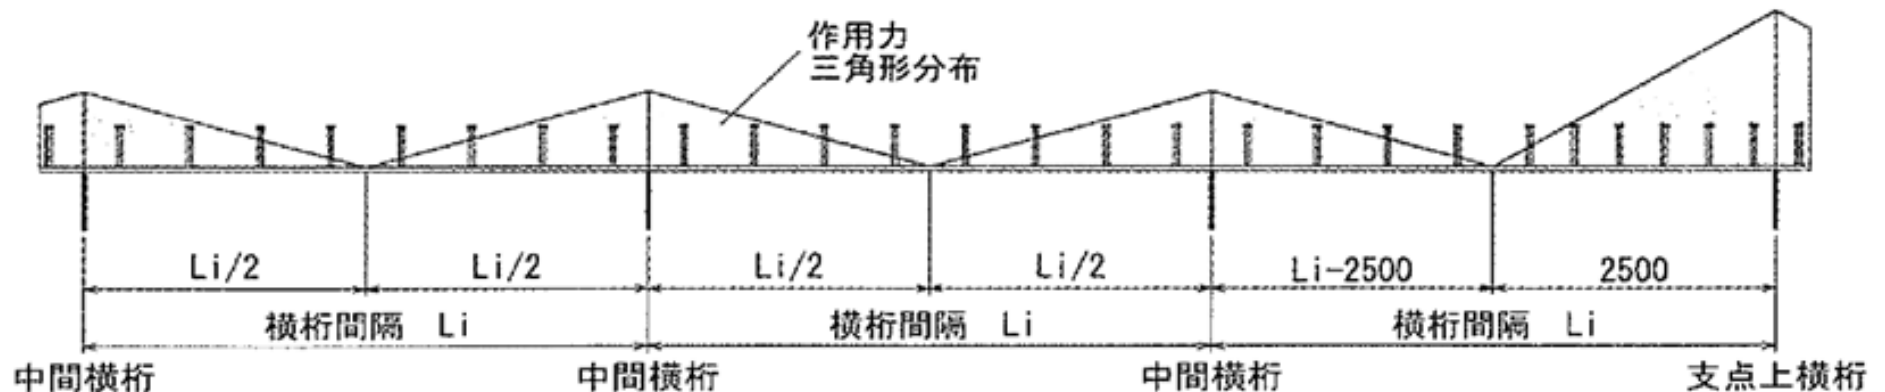 作用力
三角形分布
Li/2
Li/2
Li/2
Li/2
Li-2500
2500
横桁間隔 Li
横桁間隔 Li
横桁間隔 Li
中間横桁
中間横桁
中間横桁
支点上横桁